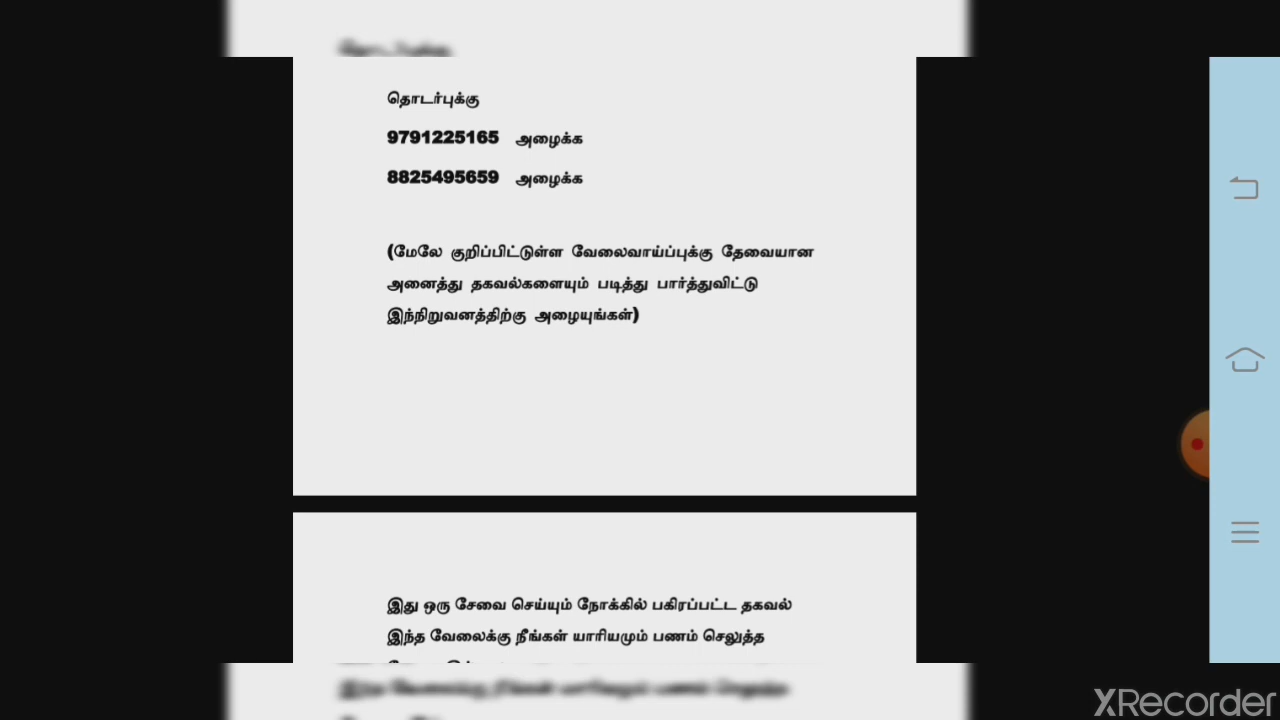 தொடர்புக்கு
9791225165 அழைக்க
8825495659 அழைக்க
(மேலே குறிப்பிட்டுள்ள வேலைவாய்ப்புக்கு தேவையான
அனைத்து தகவல்களையும் படித்து பார்த்துவிட்டு
இந்நிறுவனத்திற்கு அழையுங்கள்)
இது ஒரு சேவை செய்யும் நோக்கில் பகிரப்பட்ட தகவல்
இந்த வேலைக்கு நீங்கள் யாரியமும் பணம் செலுத்த
XRecorder